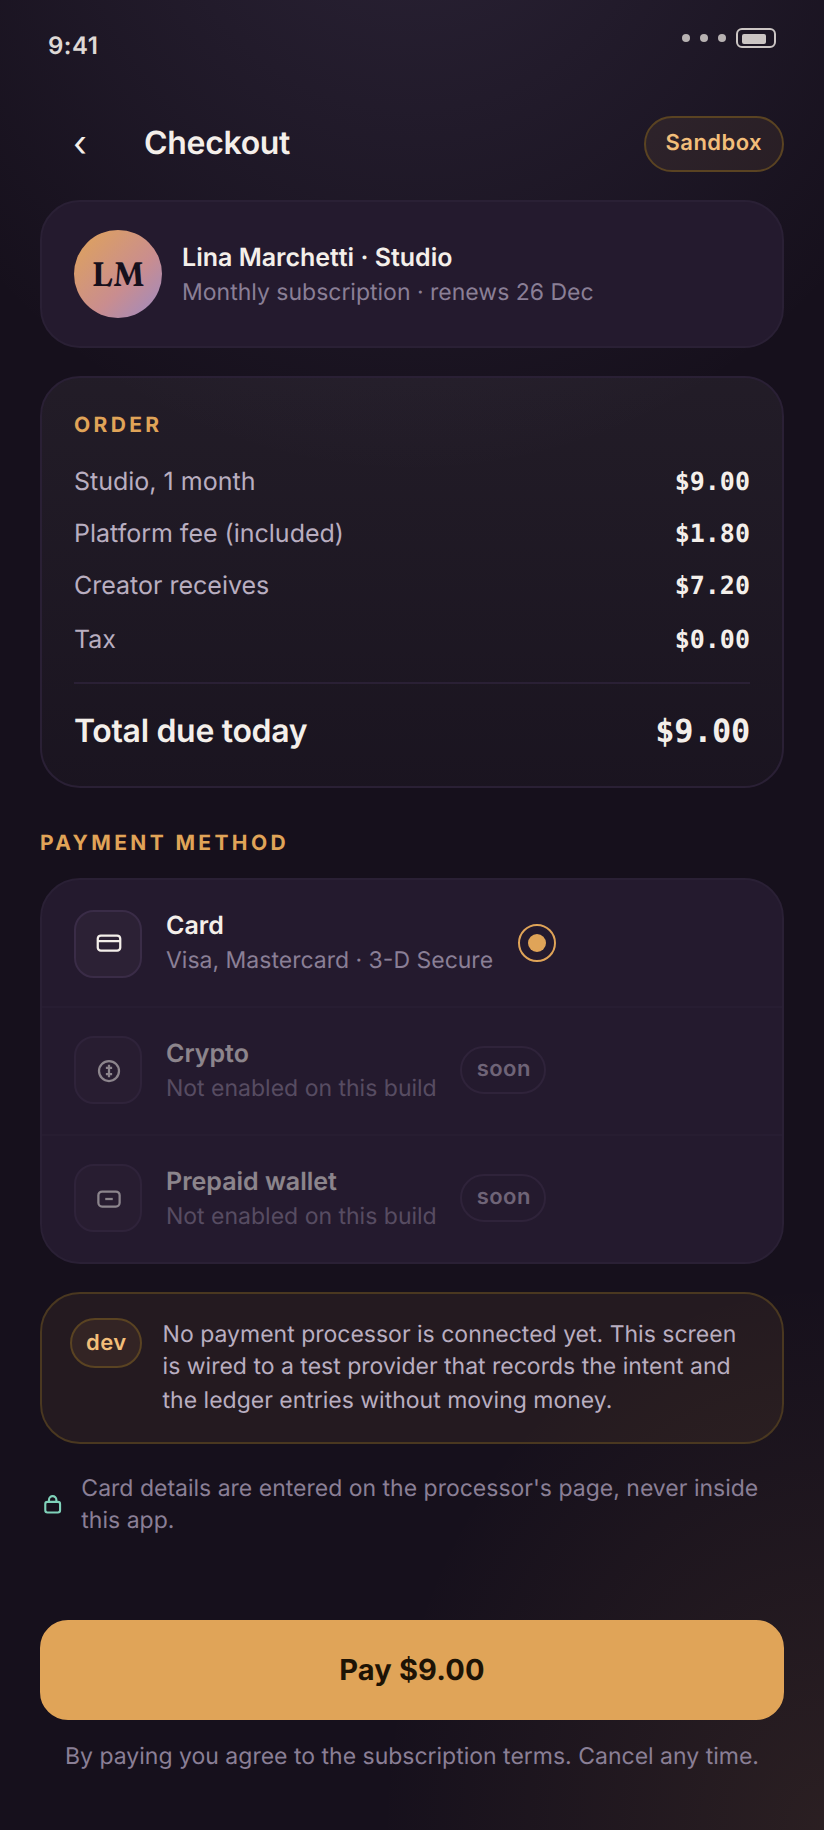 9:41
‹ Checkout
Sandbox
LM
Lina Marchetti · Studio
Monthly subscription · renews 26 Dec
ORDER
Studio, 1 month $9.00
Platform fee (included) $1.80
Creator receives $7.20
Tax $0.00
Total due today $9.00
PAYMENT METHOD
Card
Visa, Mastercard · 3-D Secure
Crypto
Not enabled on this build
soon
Prepaid wallet
Not enabled on this build
soon
dev
No payment processor is connected yet. This screen
is wired to a test provider that records the intent and
the ledger entries without moving money.
Card details are entered on the processor's page, never inside
this app.
Pay $9.00
By paying you agree to the subscription terms. Cancel any time.